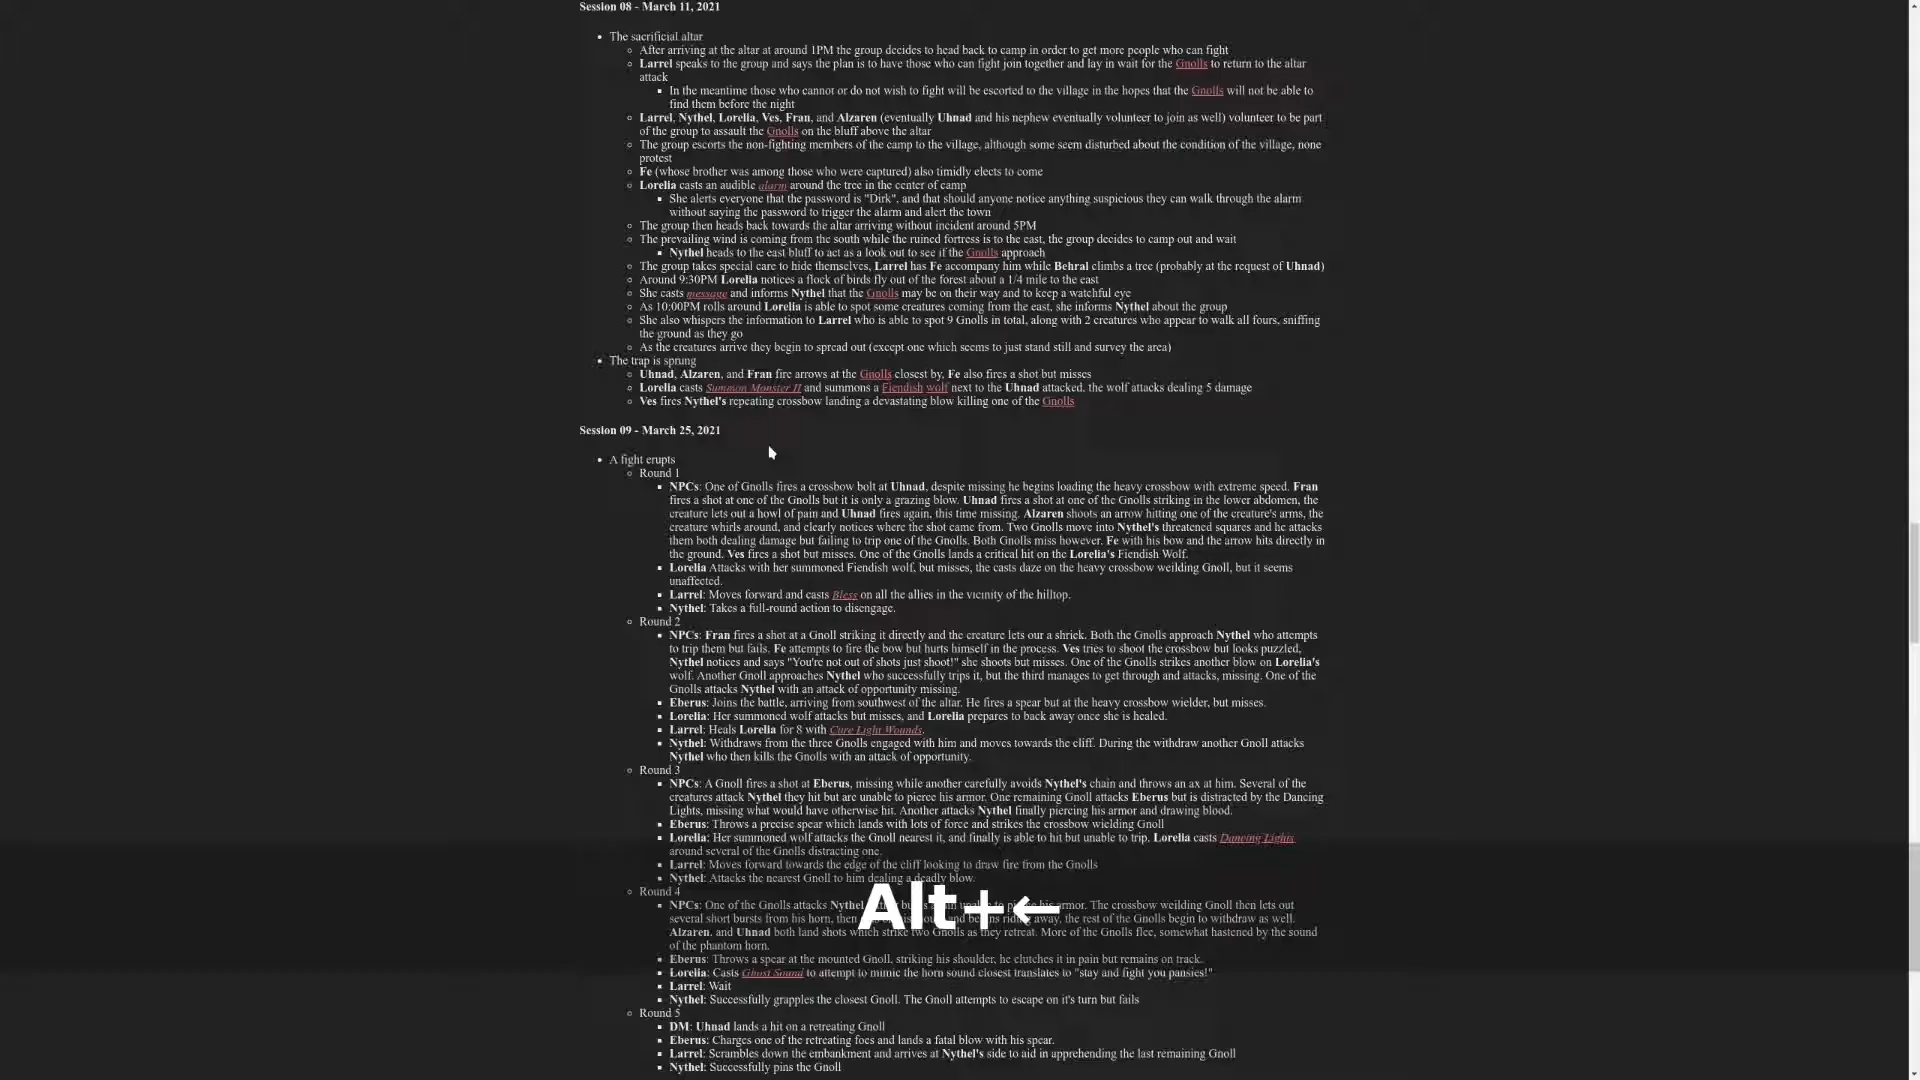 Session 08 - March 11, 2021
The sacrificial altar
After arriving at the altar at around 1PM the group decides to head back to camp in order to get more people who can fight
Larrel speaks to the group and says the plan is to have those who can fight join together and lay in wait for the Gnolls to return to the altar
attack
In the meantime those who cannot or do not wish to fight will be escorted to the village in the hopes that the Gnolls will not be able to
find them before the night
Larrel, Nythel, Lorelia, Ves, Fran, and Alzaren (eventually Uhnad and his nephew eventually volunteer to join as well) volunteer to be part
of the group to assault the Gnolls on the bluff above the altar
The group escorts the non-fighting members of the camp to the village, although some seem disturbed about the condition of the village, none
protest
Fe (whose brother was among those who were captured) also timidly elects to come
Lorelia casts an audible alarm around the tree in the center of camp
She alerts everyone that the password is "Dirk", and that should anyone notice anything suspicious they can walk through the alarm
without saying the password to trigger the alarm and alert the town
The group then heads back towards the altar arriving without incident around 5PM
The prevailing wind is coming from the south while the ruined fortress is to the east, the group decides to camp out and wait
Nythel heads to the east bluff to act as a look out to see if the Gnolls approach
The group takes special care to hide themselves, Larrel has Fe accompany him while Behral climbs a tree (probably at the request of Uhnad)
Around 9:30PM Lorelia notices a flock of birds fly out of the forest about a 1/4 mile to the east
She casts message and informs Nythel that the Gnolls may be on their way and to keep a watchful eye
As 10:00PM rolls around Lorelia is able to spot some creatures coming from the east, she informs Nythel about the group
She also whispers the information to Larrel who is able to spot 9 Gnolls in total, along with 2 creatures who appear to walk all fours, sniffing
the ground as they go
As the creatures arrive they begin to spread out (except one which seems to just stand still and survey the area)
The trap is sprung
Uhnad, Alzaren, and Fran fire arrows at the Gnolls closest by, Fe also fires a shot but misses
Lorelia casts Summon Monster II and summons a Fiendish wolf next to the Uhnad attacked, the wolf attacks dealing 5 damage
Ves fires Nythel's repeating crossbow landing a devastating blow killing one of the Gnolls
Session 09 - March 25, 2021
A fight erupts
Round 1
NPCs: One of Gnolls fires a crossbow bolt at Uhnad, despite missing he begins loading the heavy crossbow with extreme speed. Fran
fires a shot at one of the Gnolls but it is only a grazing blow. Uhnad fires a shot at one of the Gnolls striking in the lower abdomen, the
creature lets out a howl of pain and Uhnad fires again, this time missing. Alzaren shoots an arrow hitting one of the creature's arms, the
creature whirls around, and clearly notices where the shot came from. Two Gnolls move into Nythel's threatened squares and he attacks
them both dealing damage but failing to trip one of the Gnolls. Both Gnolls miss however. Fe with his bow and the arrow hits directly in
the ground. Ves fires a shot but misses. One of the Gnolls lands a critical hit on the Lorelia's Fiendish Wolf.
Lorelia Attacks with her summoned Fiendish wolf, but misses, the casts daze on the heavy crossbow weilding Gnoll, but it seems
unaffected.
Larrel: Moves forward and casts Bless on all the allies in the vicinity of the hilltop.
Nythel: Takes a full-round action to disengage.
Round 2
NPCs: Fran fires a shot at a Gnoll striking it directly and the creature lets our a shriek. Both the Gnolls approach Nythel who attempts
to trip them but fails. Fe attempts to fire the bow but hurts himself in the process. Ves tries to shoot the crossbow but looks puzzled,
Nythel notices and says "You're not out of shots just shoot!" she shoots but misses. One of the Gnolls strikes another blow on Lorelia's
wolf. Another Gnoll approaches Nythel who successfully trips it, but the third manages to get through and attacks, missing. One of the
Gnolls attacks Nythel with an attack of opportunity missing.
Eberus: Joins the battle, arriving from southwest of the altar. He fires a spear but at the heavy crossbow wielder, but misses.
Lorelia: Her summoned wolf attacks but misses, and Lorelia prepares to back away once she is healed.
Larrel: Heals Lorelia for 8 with Cure Light Wounds.
Nythel: Withdraws from the three Gnolls engaged with him and moves towards the cliff. During the withdraw another Gnoll attacks
Nythel who then kills the Gnolls with an attack of opportunity.
Round 3
NPCs: A Gnoll fires a shot at Eberus, missing while another carefully avoids Nythel's chain and throws an ax at him. Several of the
creatures attack Nythel they hit but are unable to pierce his armor. One remaining Gnoll attacks Eberus but is distracted by the Dancing
Lights, missing what would have otherwise hit. Another attacks Nythel finally piercing his armor and drawing blood.
Eberus: Throws a precise spear which lands with lots of force and strikes the crossbow wielding Gnoll
Lorelia: Her summoned wolf attacks the Gnoll nearest it, and finally is able to hit but unable to trip. Lorelia casts Dancing Lights
around several of the Gnolls distracting one.
Larrel: Moves forward towards the edge of the cliff looking to draw fire from the Gnolls
Nythel: Attacks the nearest Gnoll to him dealing a deadly blow.
Round 4
NPCs: One of the Gnolls attacks Nythel his armor. The crossbow weilding Gnoll then lets out
several short bursts from his horn, then away, the rest of the Gnolls begin to withdraw as well.
Alzaren, and Uhnad both land shots which strike two Gnolls as they retreat. More of the Gnolls flee, somewhat hastened by the sound
of the phantom horn.
Eberus: Throws a spear at the mounted Gnoll, striking his shoulder, he clutches it in pain but remains on track.
Lorelia: Casts Ghost Sound to attempt to mimic the horn sound closest translates to "stay and fight you pansies!"
Larrel: Wait
Nythel: Successfully grapples the closest Gnoll. The Gnoll attempts to escape on it's turn but fails
Round 5
DM: Uhnad lands a hit on a retreating Gnoll
Eberus: Charges one of the retreating foes and lands a fatal blow with his spear.
Larrel: Scrambles down the embankment and arrives at Nythel's side to aid in apprehending the last remaining Gnoll
Nythel: Successfully pins the Gnoll
Alt+←